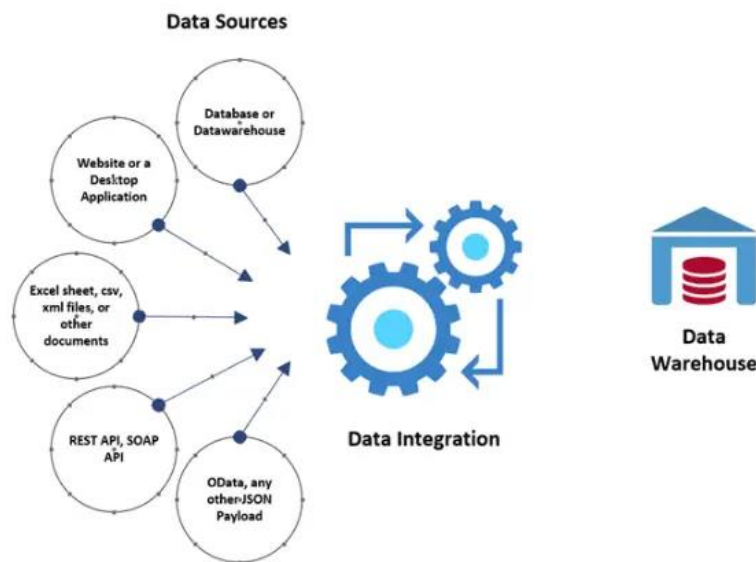 Data Sources
Database or
Datawarehouse
Website or a
Desktop
Application
Excel sheet, csv,
xml files, or
other
documents
REST API, SOAP
API
OData, any
other JSON
Payload
Data Integration
Data
Warehouse